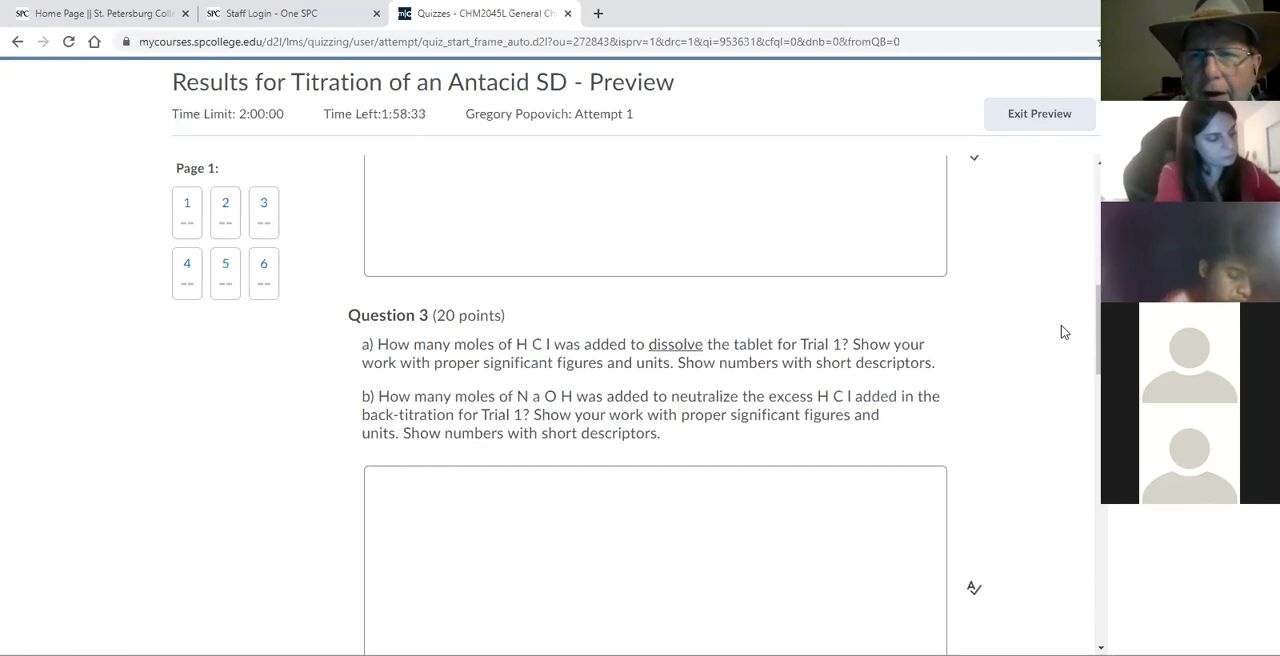 SPC Home Page || St. Petersburg Coll
SPC Staff Login - One SPC
m|c Quizzes - CHM2045L General Ch
mycourses.spcollege.edu/d2l/lms/quizzing/user/attempt/quiz_start_frame_auto.d2l?ou=272843&isprv=1&drc=1&qi=953631&cfql=0&dnb=0&fromQB=0
Results for Titration of an Antacid SD - Preview
Time Limit: 2:00:00 Time Left:1:58:33 Gregory Popovich: Attempt 1
Exit Preview
Page 1:
1 2 3
-- -- --
4 5 6
-- -- --
Question 3 (20 points)
a) How many moles of H C l was added to dissolve the tablet for Trial 1? Show your
work with proper significant figures and units. Show numbers with short descriptors.
b) How many moles of N a O H was added to neutralize the excess H C l added in the
back-titration for Trial 1? Show your work with proper significant figures and
units. Show numbers with short descriptors.